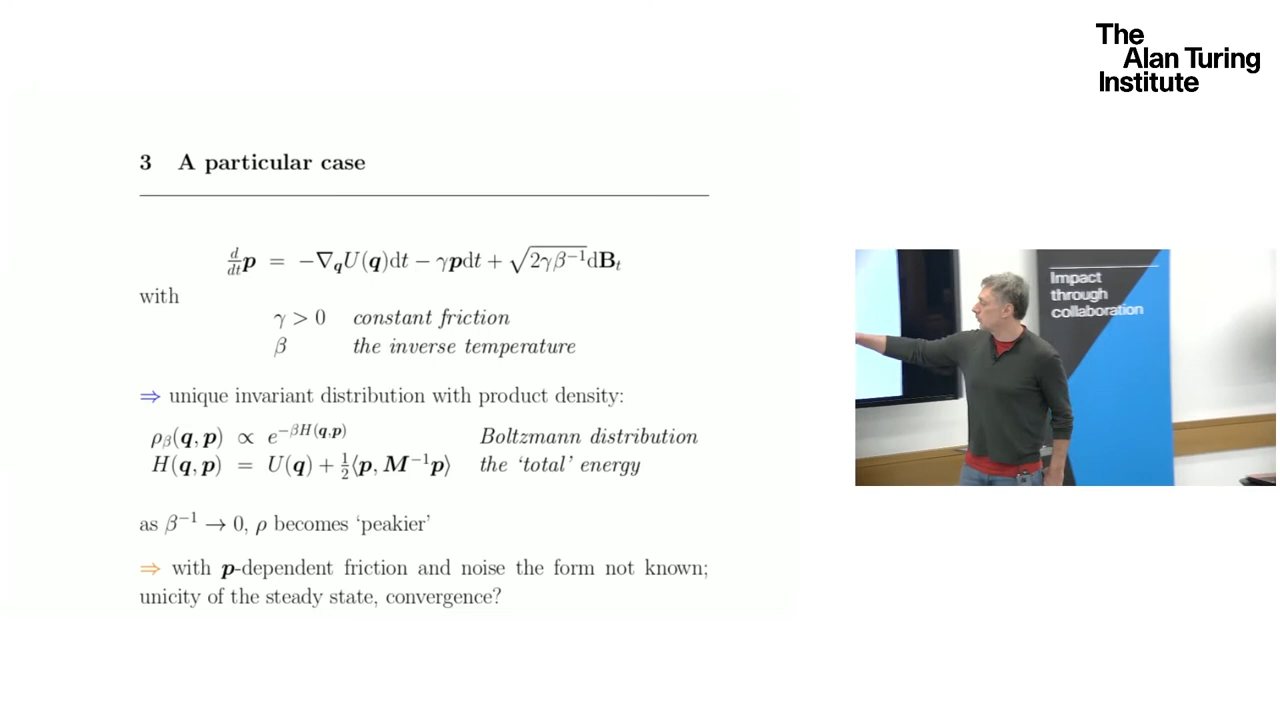 The
Alan Turing
Institute
3 A particular case
d/dt p = −∇_q U(q)dt − γpdt + √(2γβ⁻¹)dB_t
with
γ > 0 constant friction
β the inverse temperature
⇒ unique invariant distribution with product density:
ρ_β(q, p) ∝ e^{−βH(q,p)} Boltzmann distribution
H(q, p) = U(q) + ½⟨p, M⁻¹p⟩ the ‘total’ energy
as β⁻¹ → 0, ρ becomes ‘peakier’
⇒ with p-dependent friction and noise the form not known;
unicity of the steady state, convergence?
Impact
through
collaboration